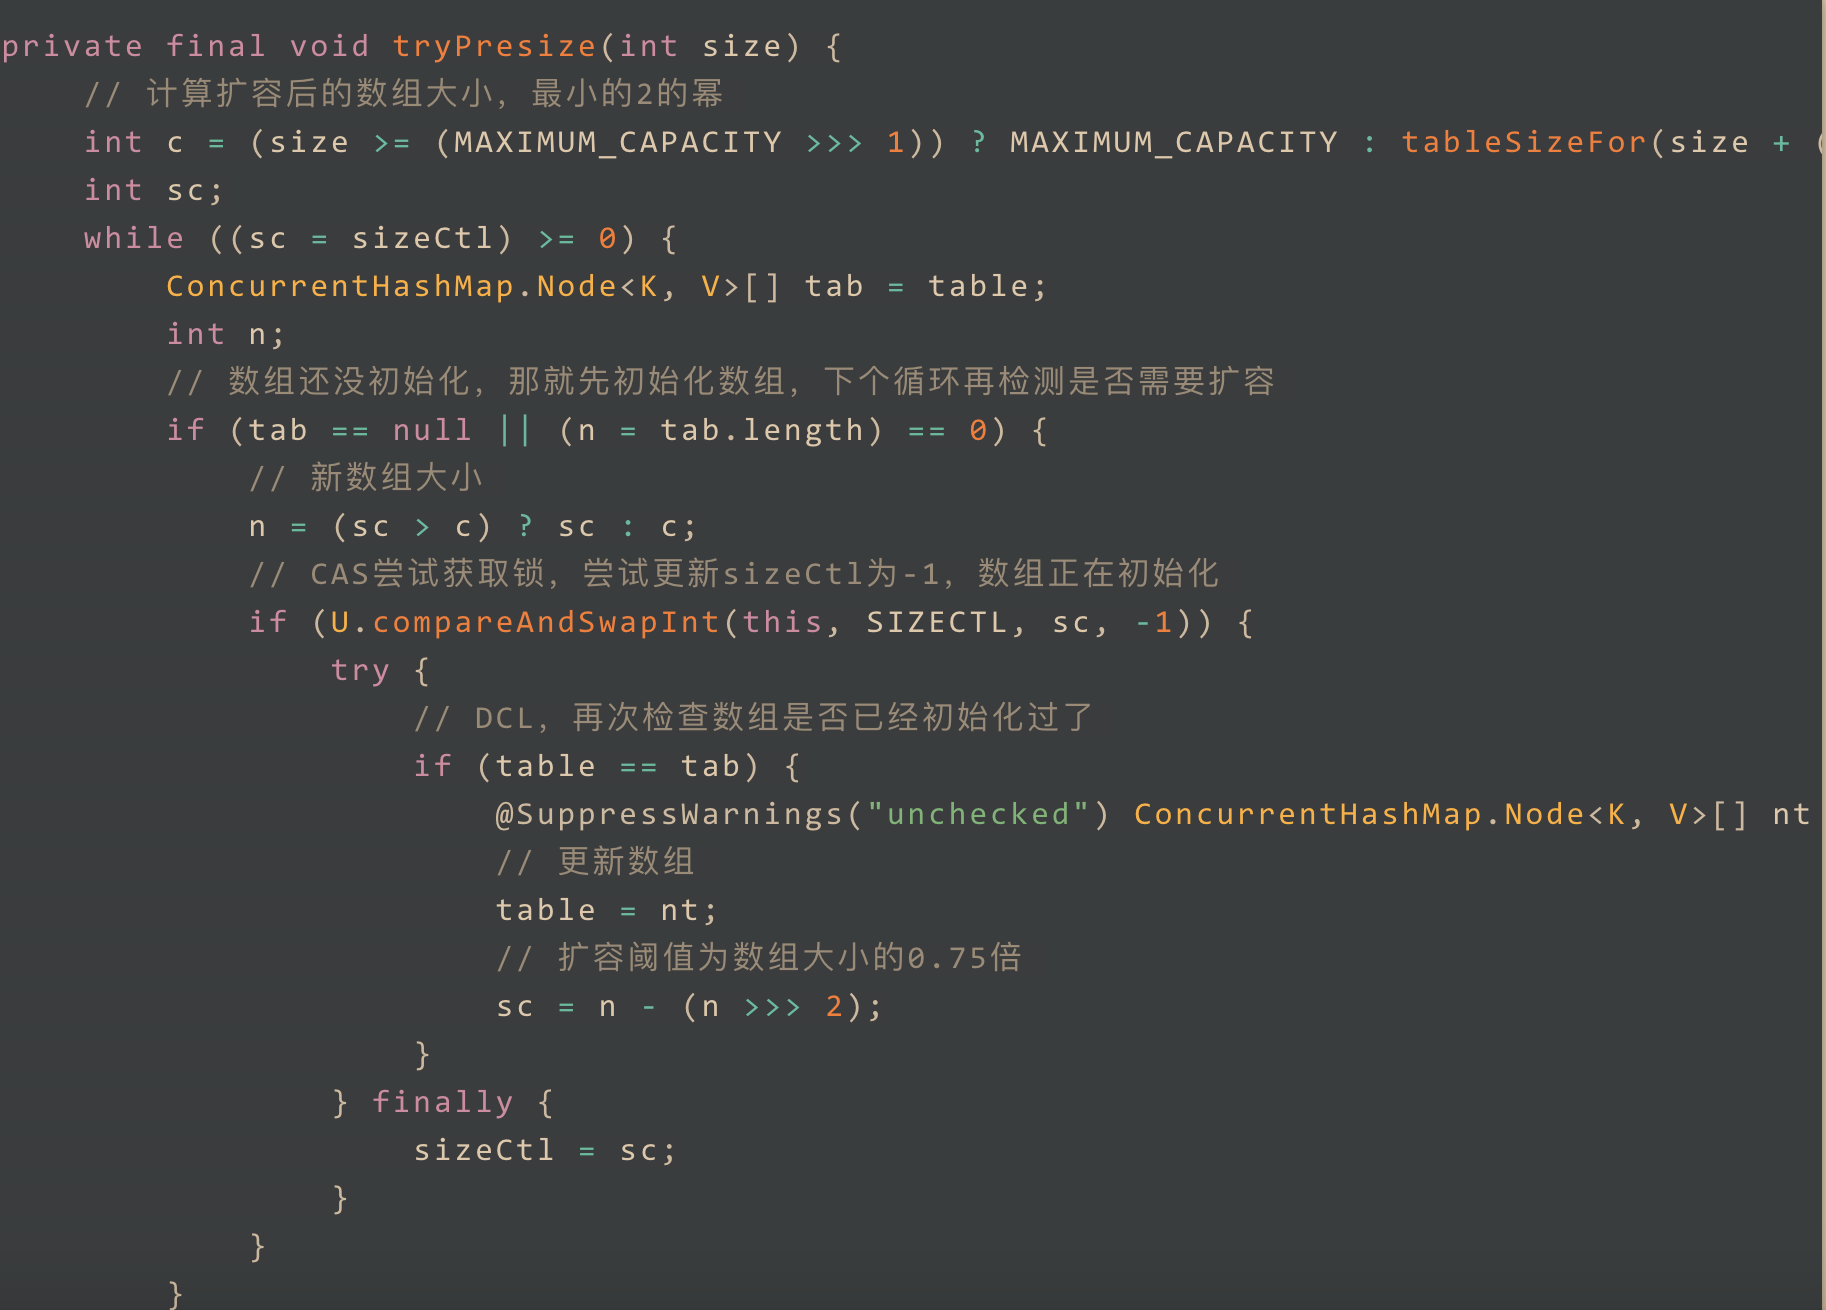 private final void tryPresize(int size) {
// 计算扩容后的数组大小，最小的2的幂
int c = (size >= (MAXIMUM_CAPACITY >>> 1)) ? MAXIMUM_CAPACITY : tableSizeFor(size + (
int sc;
while ((sc = sizeCtl) >= 0) {
ConcurrentHashMap.Node<K, V>[] tab = table;
int n;
// 数组还没初始化，那就先初始化数组，下个循环再检测是否需要扩容
if (tab == null || (n = tab.length) == 0) {
// 新数组大小
n = (sc > c) ? sc : c;
// CAS尝试获取锁，尝试更新sizeCtl为-1，数组正在初始化
if (U.compareAndSwapInt(this, SIZECTL, sc, -1)) {
try {
// DCL，再次检查数组是否已经初始化过了
if (table == tab) {
@SuppressWarnings("unchecked") ConcurrentHashMap.Node<K, V>[] nt
// 更新数组
table = nt;
// 扩容阈值为数组大小的0.75倍
sc = n - (n >>> 2);
}
} finally {
sizeCtl = sc;
}
}
}